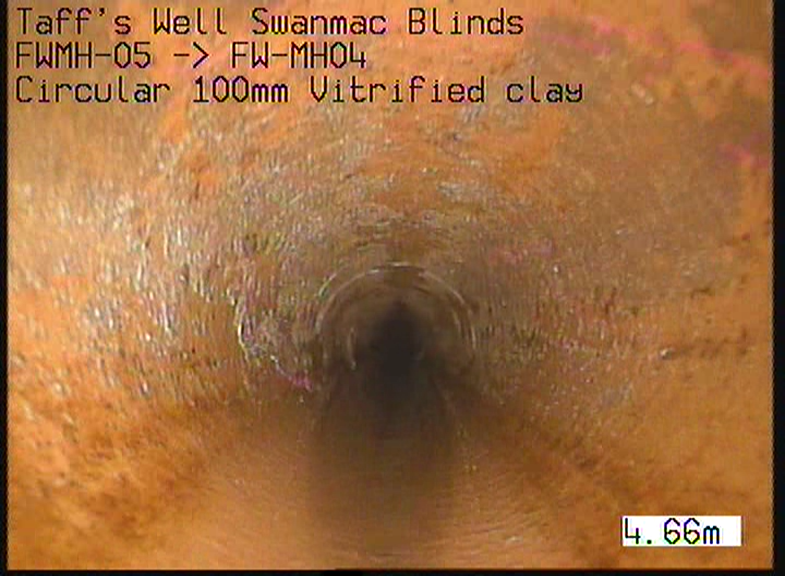 Taff's Well Swanmac Blinds
FWMH-05 -> FW-MH04
Circular 100mm Vitrified clay
4.66m